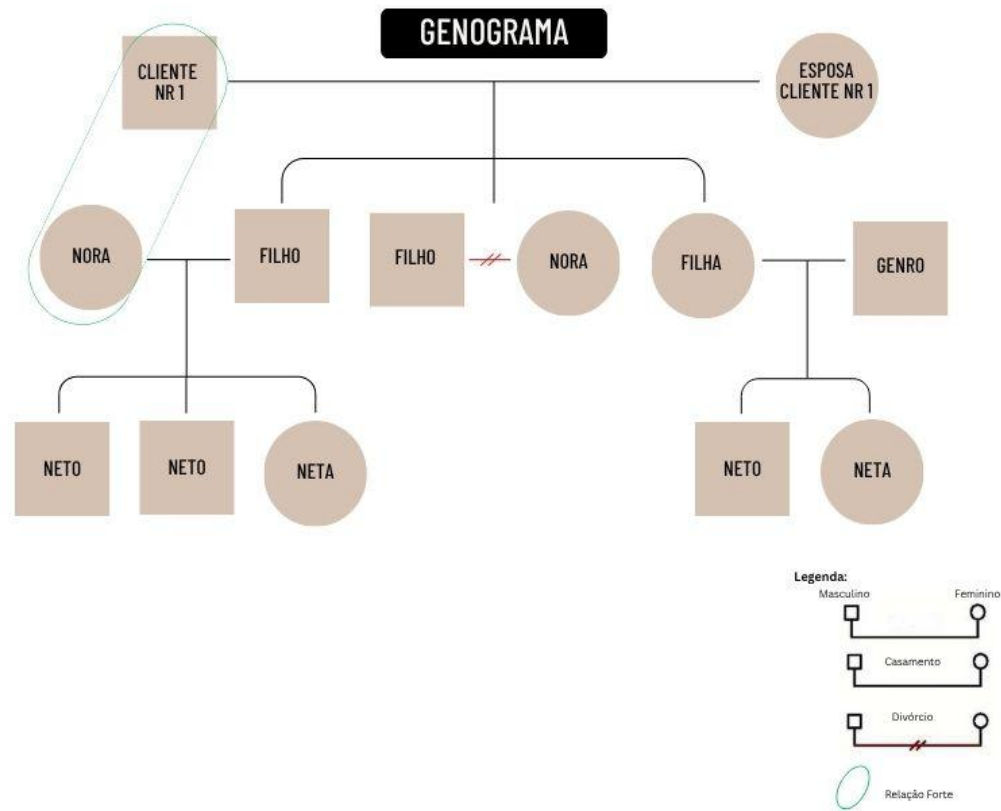 GENOGRAMA
CLIENTE
NR 1
ESPOSA
CLIENTE NR 1
NORA
FILHO
FILHO
NORA
FILHA
GENRO
NETO
NETO
NETA
NETO
NETA
Legenda:
Masculino
Feminino
Casamento
Divórcio
Relação Forte